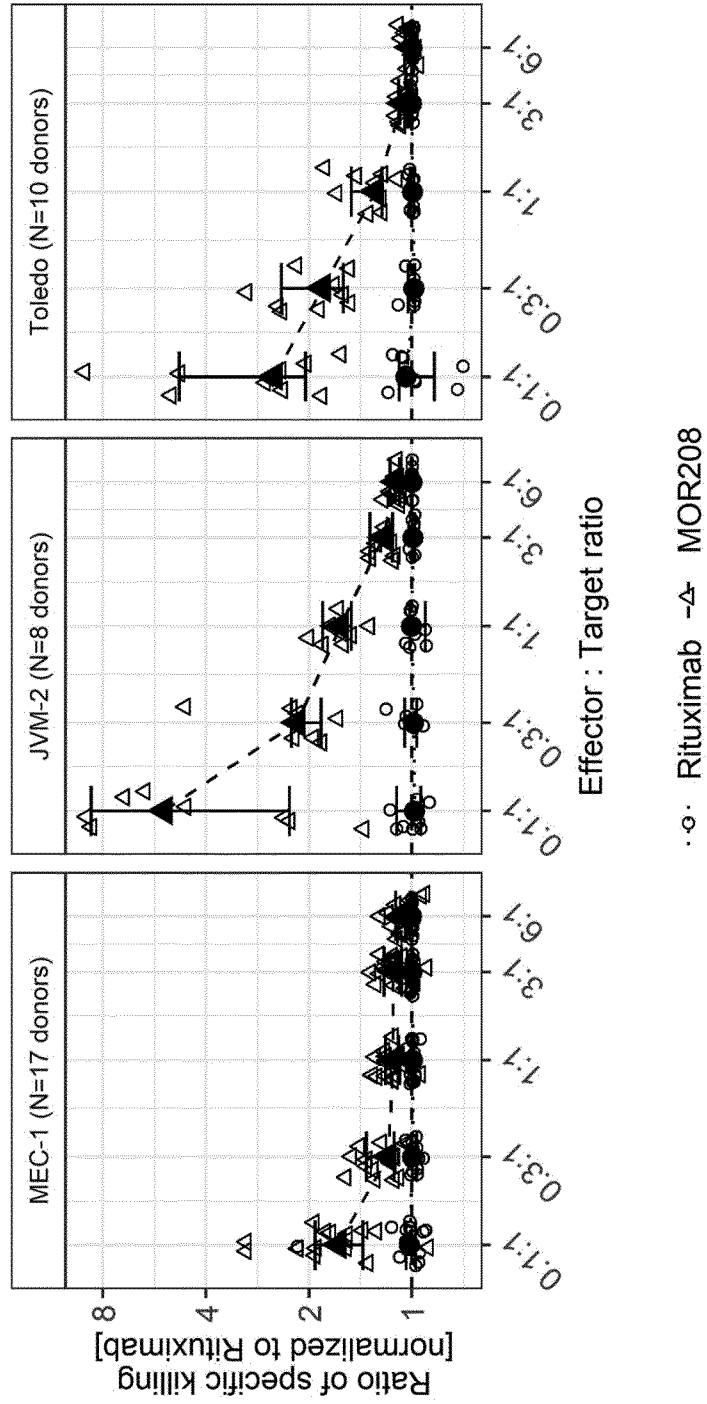 MEC-1 (N=17 donors)
JVM-2 (N=8 donors)
Toledo (N=10 donors)
Ratio of specific killing
[normalized to Rituximab]
8
4
2
1
0.1:1
0.3:1
1:1
3:1
6:1
0.1:1
0.3:1
1:1
3:1
6:1
0.1:1
0.3:1
1:1
3:1
6:1
Effector : Target ratio
Rituximab
MOR208